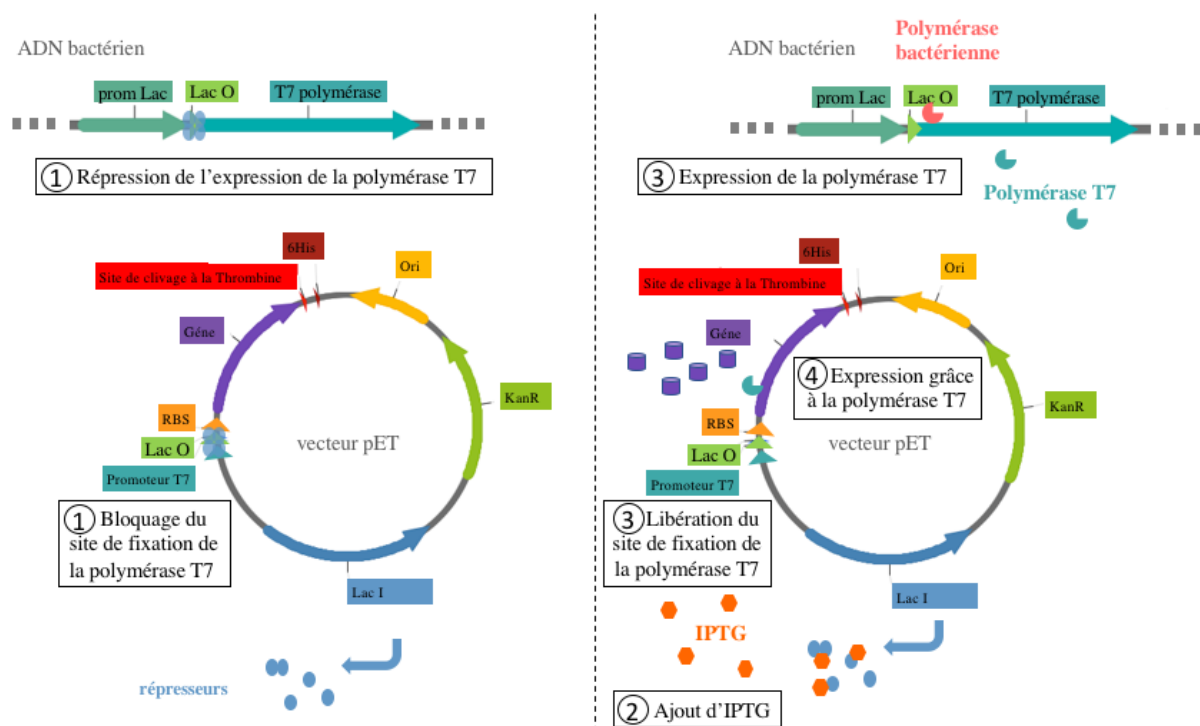 ADN bactérien
prom Lac
Lac O
T7 polymérase
① Répression de l'expression de la polymérase T7
6His
Site de clivage à la Thrombine
Ori
Géne
KanR
RBS
Lac O
Promoteur T7
vecteur pET
① Bloquage du
site de fixation de
la polymérase T7
Lac I
répresseurs
Polymérase
bactérienne
ADN bactérien
prom Lac
Lac O
T7 polymérase
③ Expression de la polymérase T7
Polymérase T7
6His
Site de clivage à la Thrombine
Ori
Géne
④ Expression grâce
à la polymérase T7
KanR
RBS
Lac O
Promoteur T7
vecteur pET
③ Libération du
site de fixation de
la polymérase T7
Lac I
IPTG
② Ajout d'IPTG